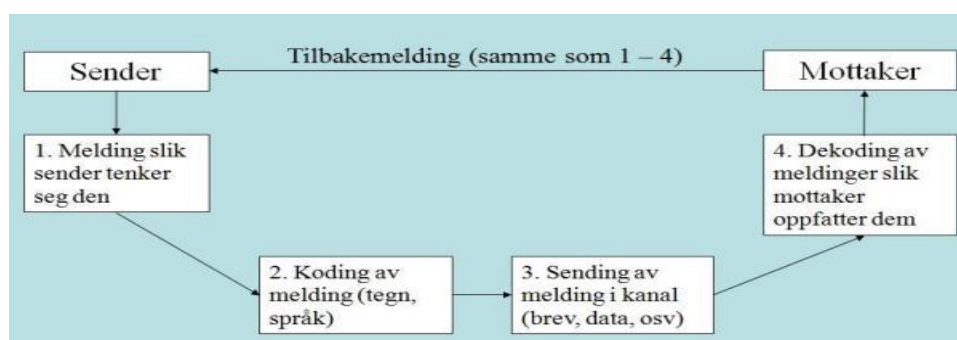 Tilbakemelding (samme som 1 – 4)
Sender
Mottaker
1. Melding slik
sender tenker
seg den
2. Koding av
melding (tegn,
språk)
3. Sending av
melding i kanal
(brev, data, osv)
4. Dekoding av
meldinger slik
mottaker
oppfatter dem